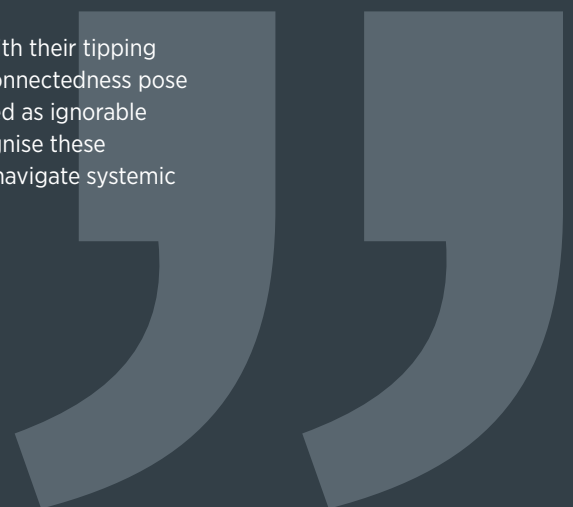 th their tipping
onnectedness pose
d as ignorable
nise these
navigate systemic